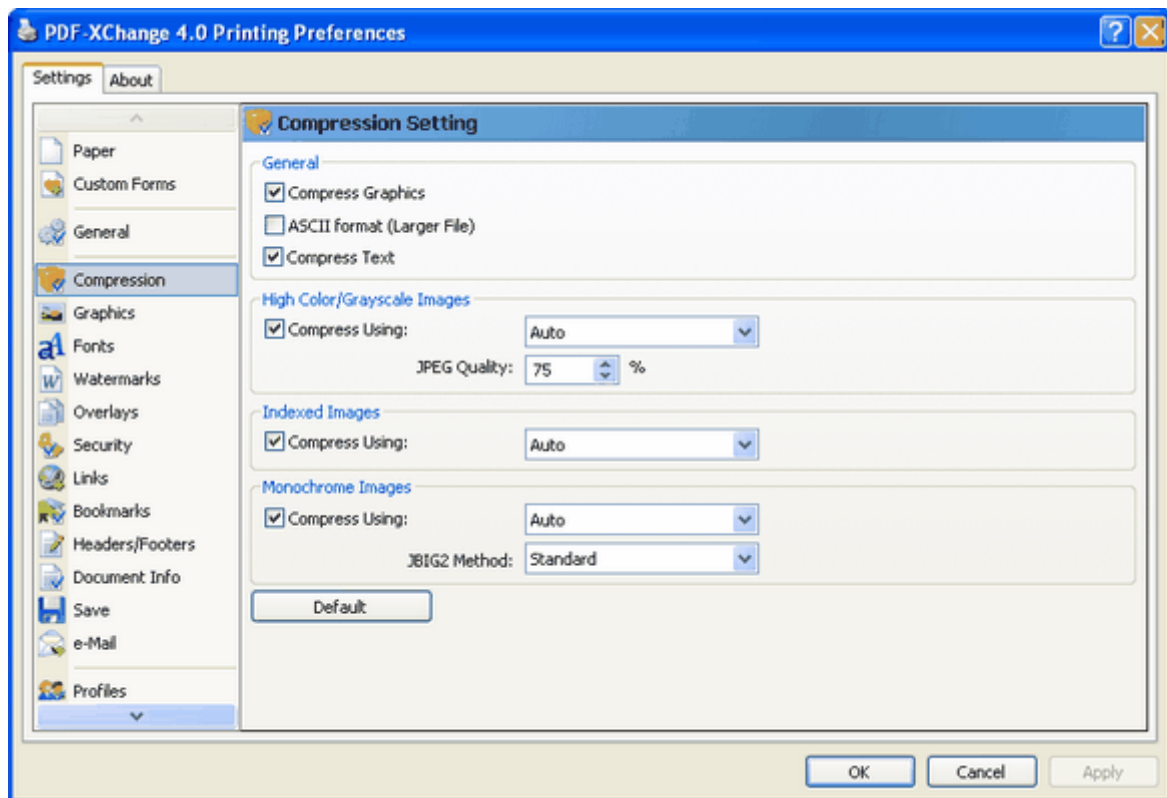 PDF-XChange 4.0 Printing Preferences
Settings
About
Paper
Custom Forms
General
Compression
Graphics
Fonts
Watermarks
Overlays
Security
Links
Bookmarks
Headers/Footers
Document Info
Save
e-Mail
Profiles
Compression Setting
General
Compress Graphics
ASCII format (Larger File)
Compress Text
High Color/Grayscale Images
Compress Using: Auto
JPEG Quality: 75 %
Indexed Images
Compress Using: Auto
Monochrome Images
Compress Using: Auto
JBIG2 Method: Standard
Default
OK Cancel Apply